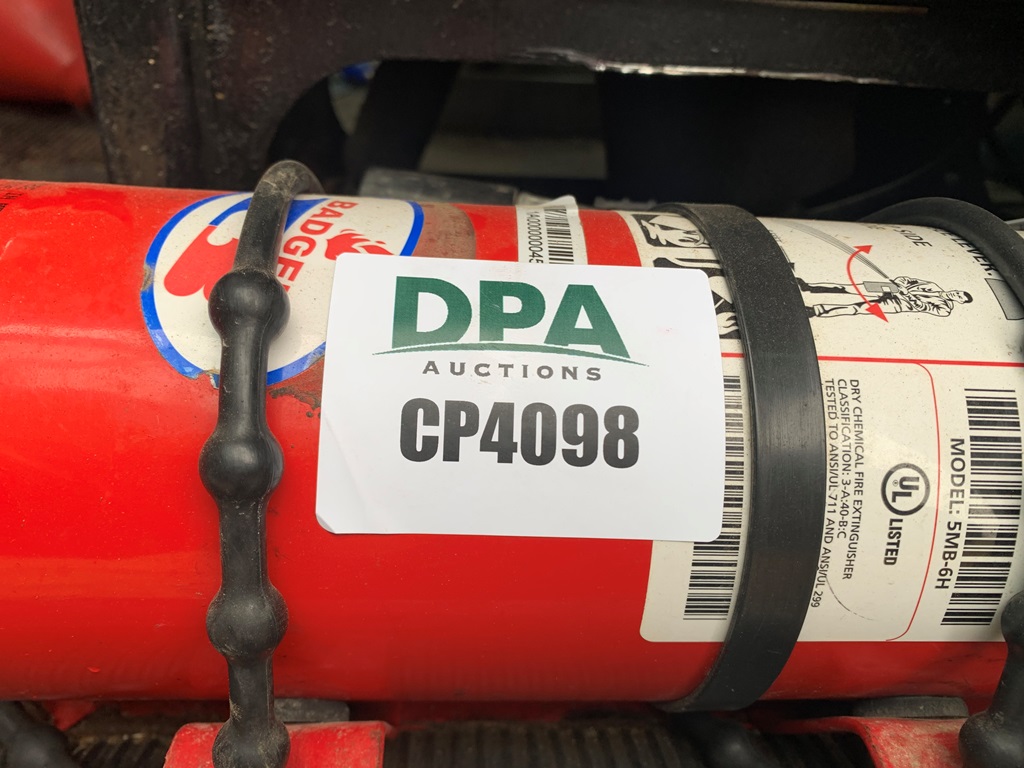 BADGER
DPA
AUCTIONS
CP4098
SIDE
DRY CHEMICAL FIRE EXTINGUISHER
CLASSIFICATION: 3-A:40-B:C
TESTED TO ANSI/UL 711 AND ANSI/UL 299
UL
LISTED
MODEL: 5MB-6H